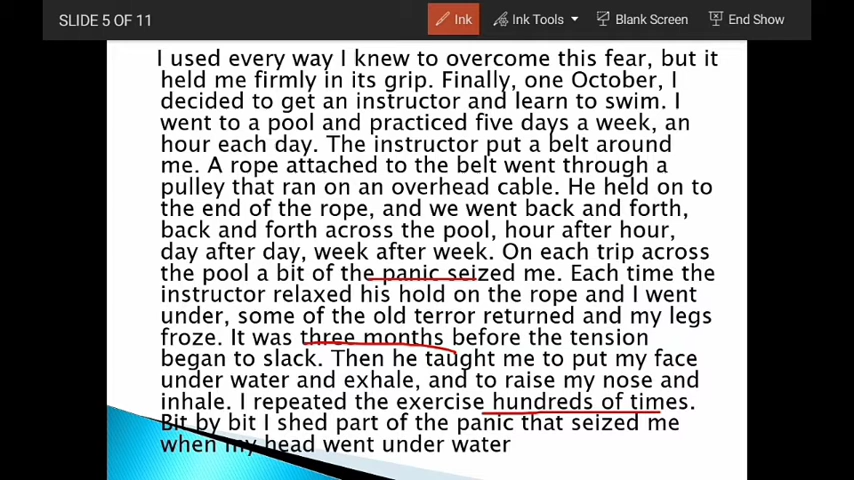 SLIDE 5 OF 11
Ink
Ink Tools
Blank Screen
End Show
I used every way I knew to overcome this fear, but it
held me firmly in its grip. Finally, one October, I
decided to get an instructor and learn to swim. I
went to a pool and practiced five days a week, an
hour each day. The instructor put a belt around
me. A rope attached to the belt went through a
pulley that ran on an overhead cable. He held on to
the end of the rope, and we went back and forth,
back and forth across the pool, hour after hour,
day after day, week after week. On each trip across
the pool a bit of the panic seized me. Each time the
instructor relaxed his hold on the rope and I went
under, some of the old terror returned and my legs
froze. It was three months before the tension
began to slack. Then he taught me to put my face
under water and exhale, and to raise my nose and
inhale. I repeated the exercise hundreds of times.
Bit by bit I shed part of the panic that seized me
when my head went under water